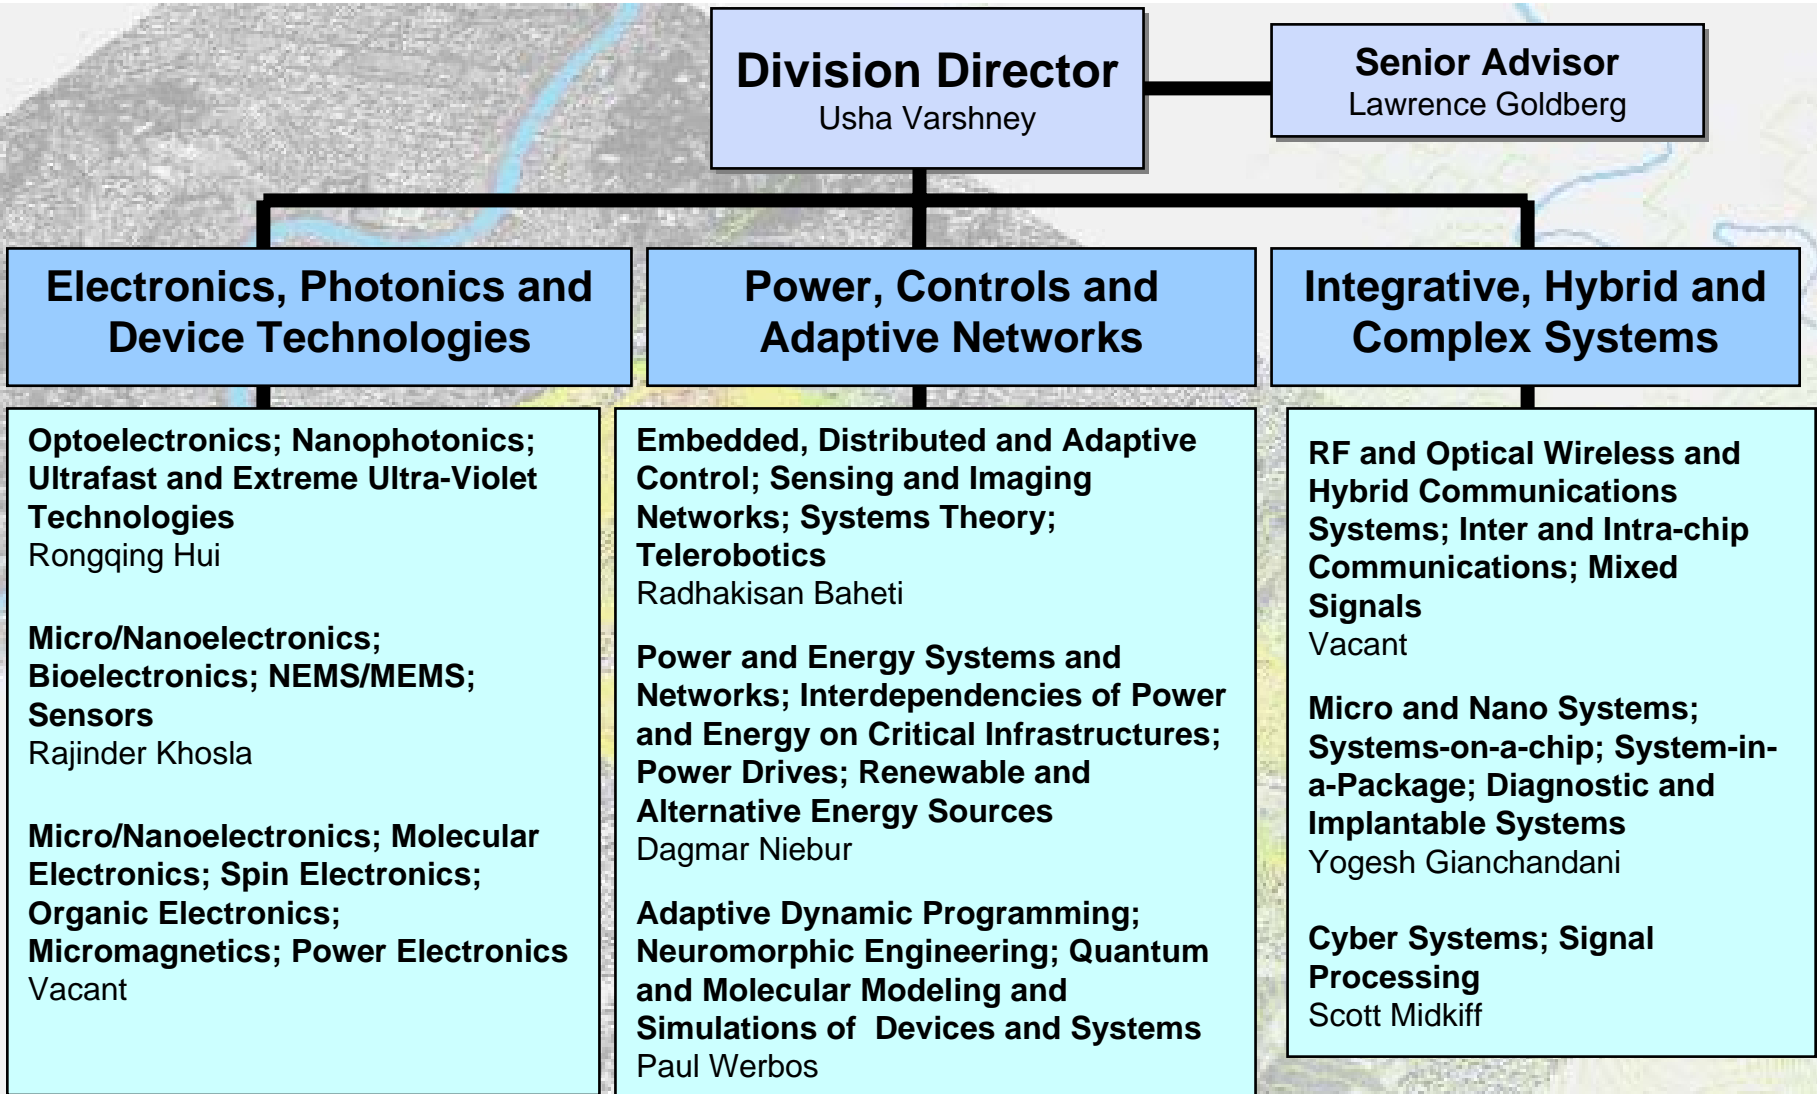 Division Director
Usha Varshney
Senior Advisor
Lawrence Goldberg
Electronics, Photonics and
Device Technologies
Power, Controls and
Adaptive Networks
Integrative, Hybrid and
Complex Systems
Optoelectronics; Nanophotonics;
Ultrafast and Extreme Ultra-Violet
Technologies
Rongqing Hui
Micro/Nanoelectronics;
Bioelectronics; NEMS/MEMS;
Sensors
Rajinder Khosla
Micro/Nanoelectronics; Molecular
Electronics; Spin Electronics;
Organic Electronics;
Micromagnetics; Power Electronics
Vacant
Embedded, Distributed and Adaptive
Control; Sensing and Imaging
Networks; Systems Theory;
Telerobotics
Radhakisan Baheti
Power and Energy Systems and
Networks; Interdependencies of Power
and Energy on Critical Infrastructures;
Power Drives; Renewable and
Alternative Energy Sources
Dagmar Niebur
Adaptive Dynamic Programming;
Neuromorphic Engineering; Quantum
and Molecular Modeling and
Simulations of  Devices and Systems
Paul Werbos
RF and Optical Wireless and
Hybrid Communications
Systems; Inter and Intra-chip
Communications; Mixed
Signals
Vacant
Micro and Nano Systems;
Systems-on-a-chip; System-in-
a-Package; Diagnostic and
Implantable Systems
Yogesh Gianchandani
Cyber Systems; Signal
Processing
Scott Midkiff